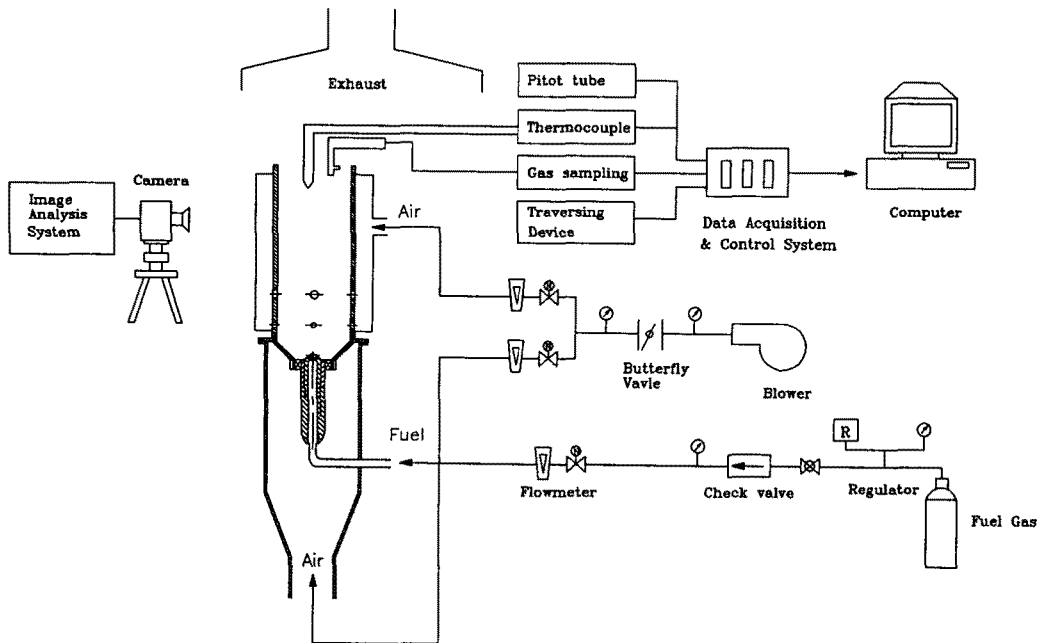 Exhaust
Pitot tube
Thermocouple
Gas sampling
Traversing
Device
Data Acquisition
& Control System
Computer
Camera
Image
Analysis
System
Air
Butterfly
Vavle
Blower
Fuel
Flowmeter
Check valve
R
Regulator
Fuel Gas
Air